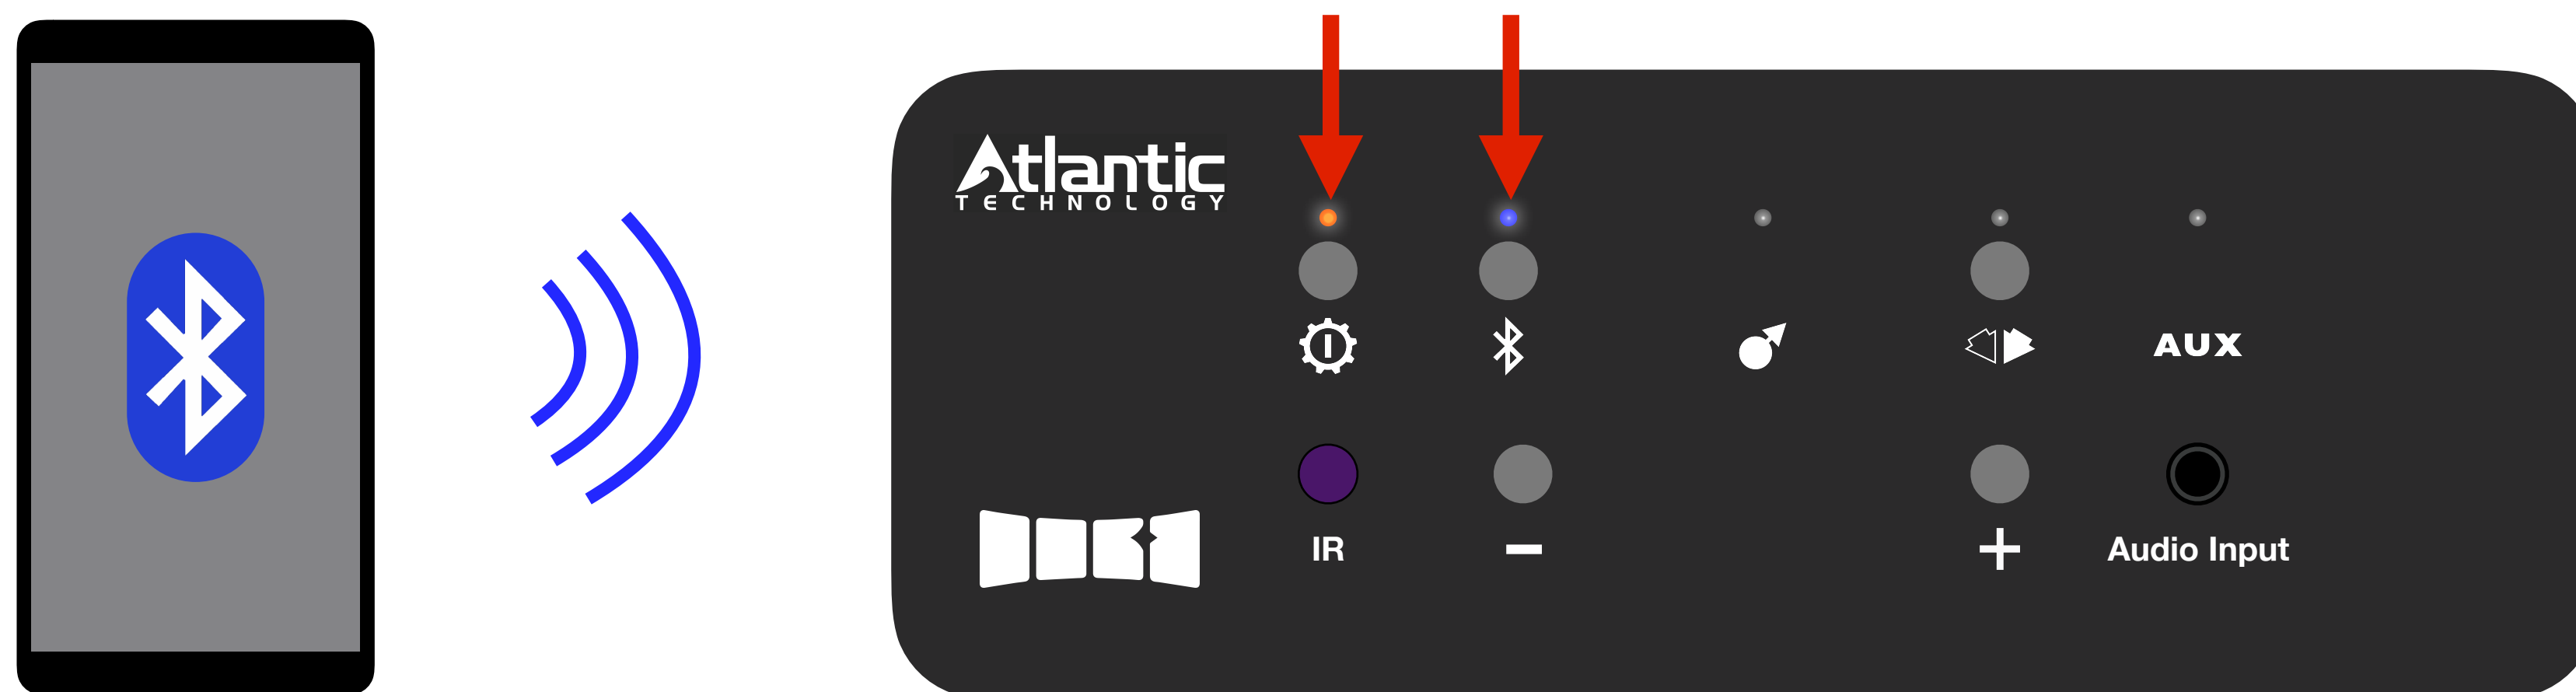 Atlantic
TECHNOLOGY
AUX
IR
−
+
Audio Input